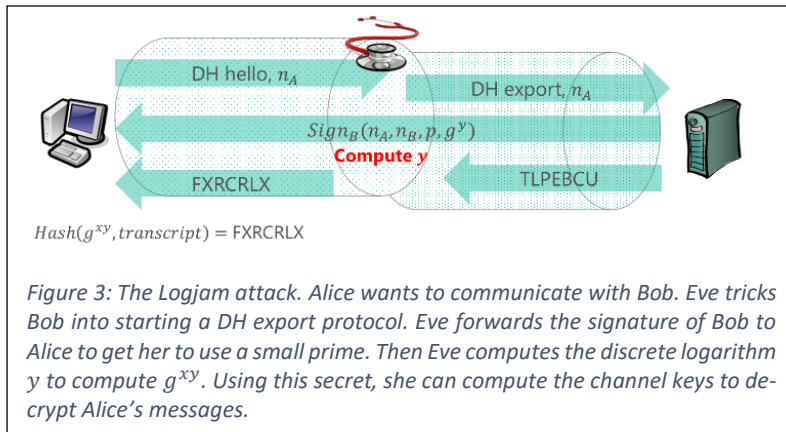 DH hello, n_A
DH export, n_A
Sign_B(n_A, n_B, p, g^y)
Compute y
FXRCRLX
TLPEBCU
Hash(g^{xy}, transcript) = FXRCRLX
Figure 3: The Logjam attack. Alice wants to communicate with Bob. Eve tricks
Bob into starting a DH export protocol. Eve forwards the signature of Bob to
Alice to get her to use a small prime. Then Eve computes the discrete logarithm
y to compute g^{xy}. Using this secret, she can compute the channel keys to de-
crypt Alice's messages.